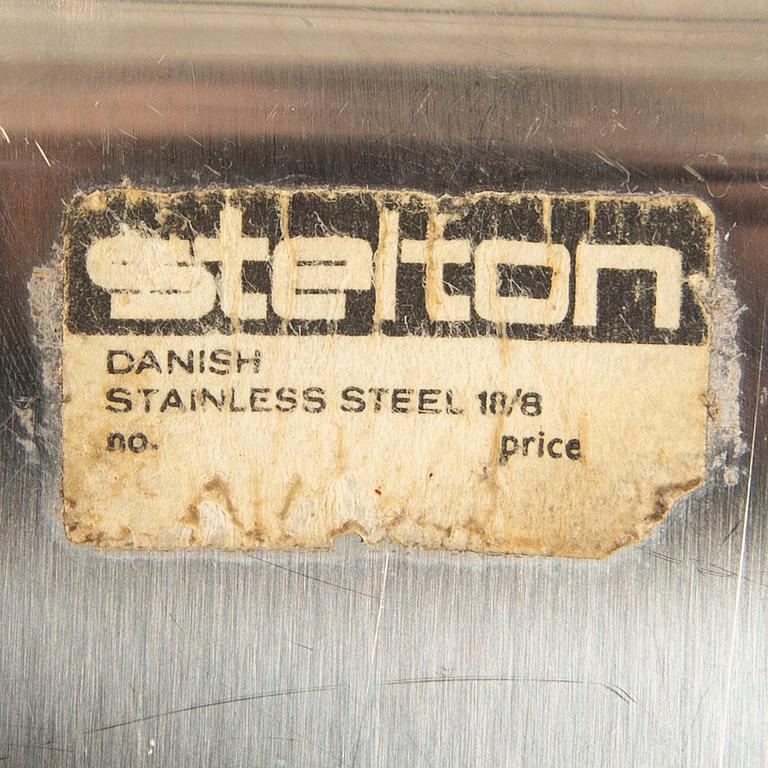 stelton
DANISH
STAINLESS STEEL 18/8
no. price